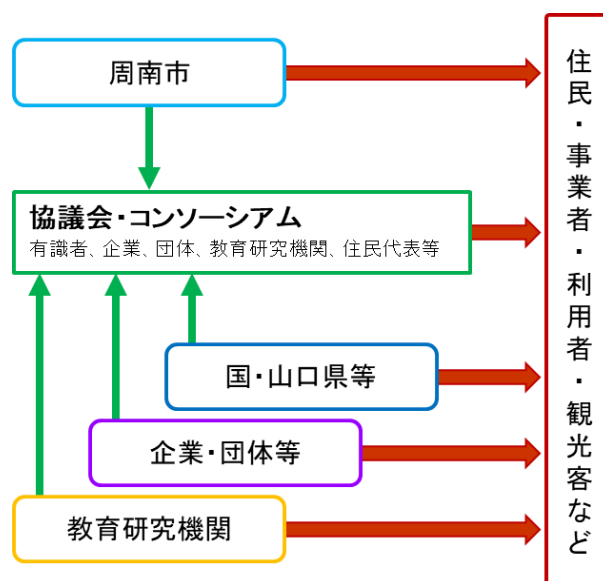 周南市
協議会・コンソーシアム
有識者、企業、団体、教育研究機関、住民代表等
国・山口県等
企業・団体等
教育研究機関
住民・事業者・利用者・観光客など